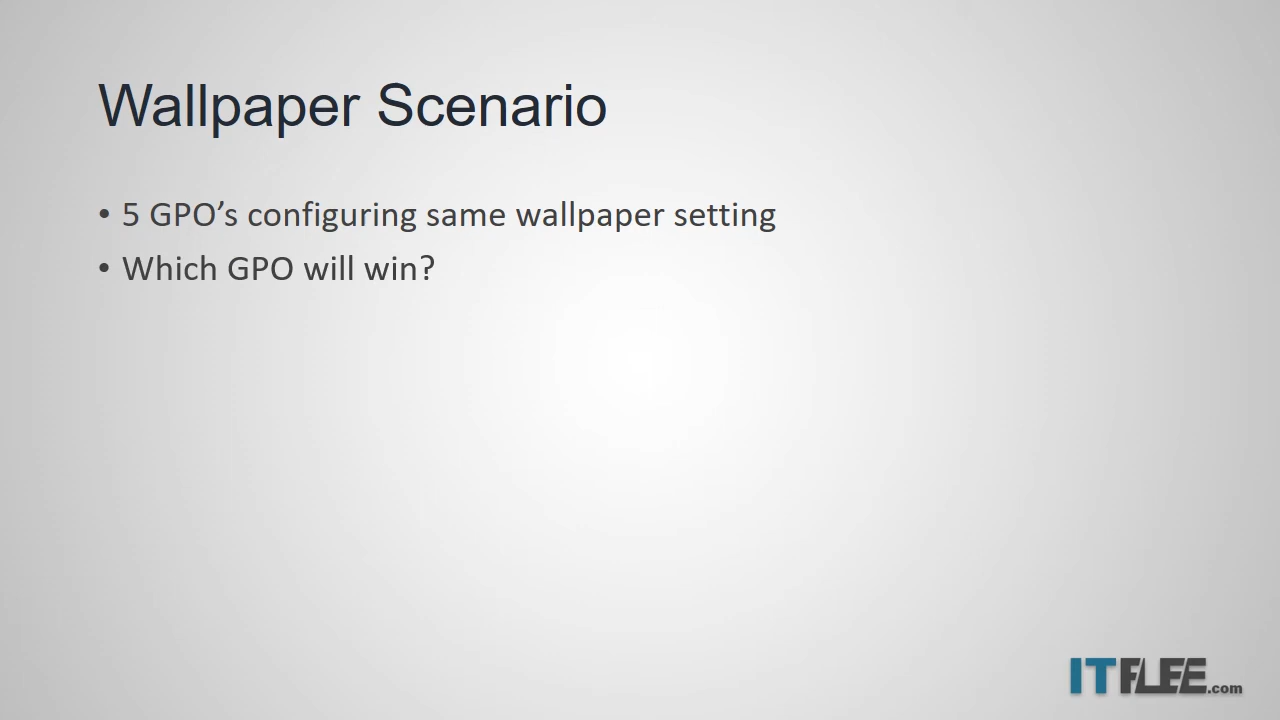 Wallpaper Scenario
• 5 GPO’s configuring same wallpaper setting
• Which GPO will win?
ITFLEE.com